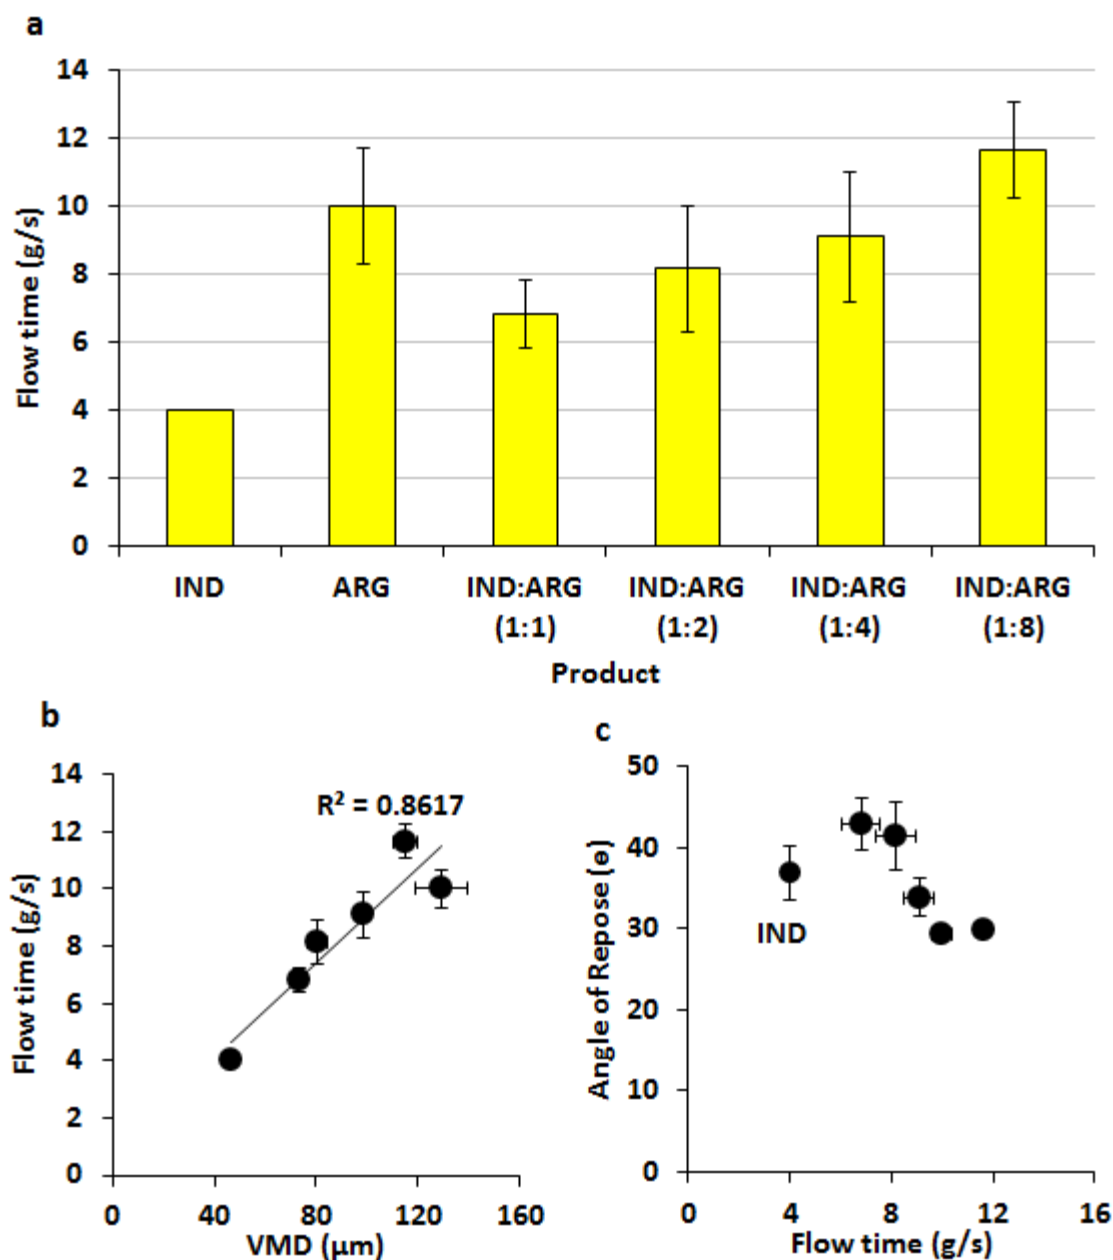 a
Flow time (g/s)
14
12
10
8
6
4
2
0
IND ARG IND:ARG IND:ARG IND:ARG IND:ARG
(1:1) (1:2) (1:4) (1:8)
Product
b
Flow time (g/s)
14
12
10
8
6
4
2
0
R² = 0.8617
0 40 80 120 160
VMD (µm)
c
Angle of Repose (ө)
50
40
30
20
10
0
IND
0 4 8 12 16
Flow time (g/s)